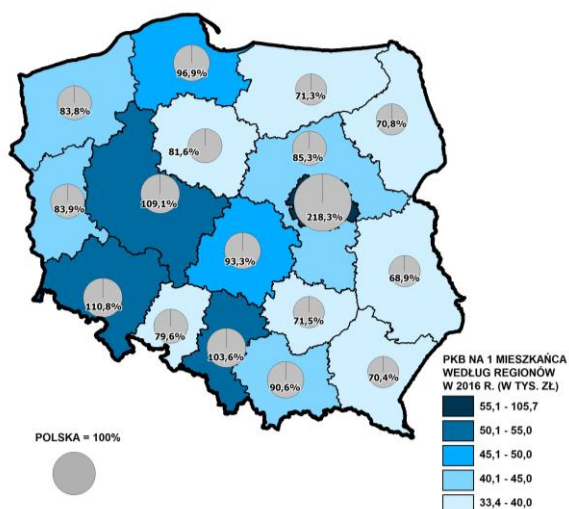 96,9%
71,3%
83,8%
70,8%
81,6%
85,3%
109,1%
83,9%
218,3%
93,3%
68,9%
110,8%
71,5%
79,6%
103,6%
70,4%
90,6%
PKB NA 1 MIESZKAŃCA
WEDŁUG REGIONÓW
W 2016 R. (W TYS. ZŁ)
55,1 - 105,7
50,1 - 55,0
45,1 - 50,0
40,1 - 45,0
33,4 - 40,0
POLSKA = 100%